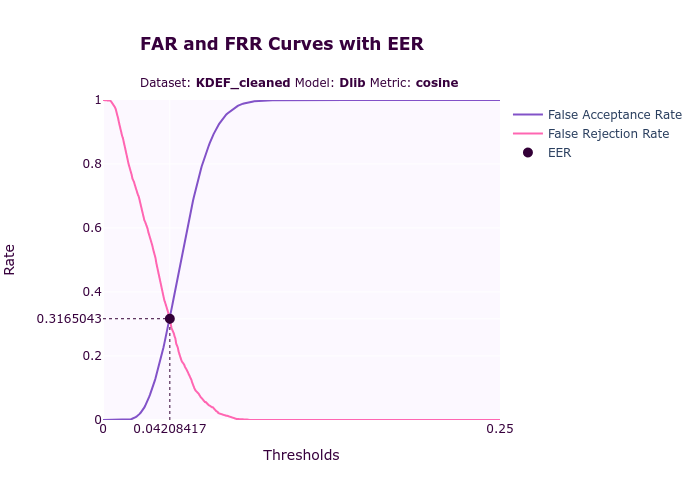 FAR and FRR Curves with EER
Dataset: KDEF_cleaned Model: Dlib Metric: cosine
False Acceptance Rate
False Rejection Rate
EER
Rate
1
0.8
0.6
0.4
0.3165043
0.2
0
0 0.04208417 0.25
Thresholds